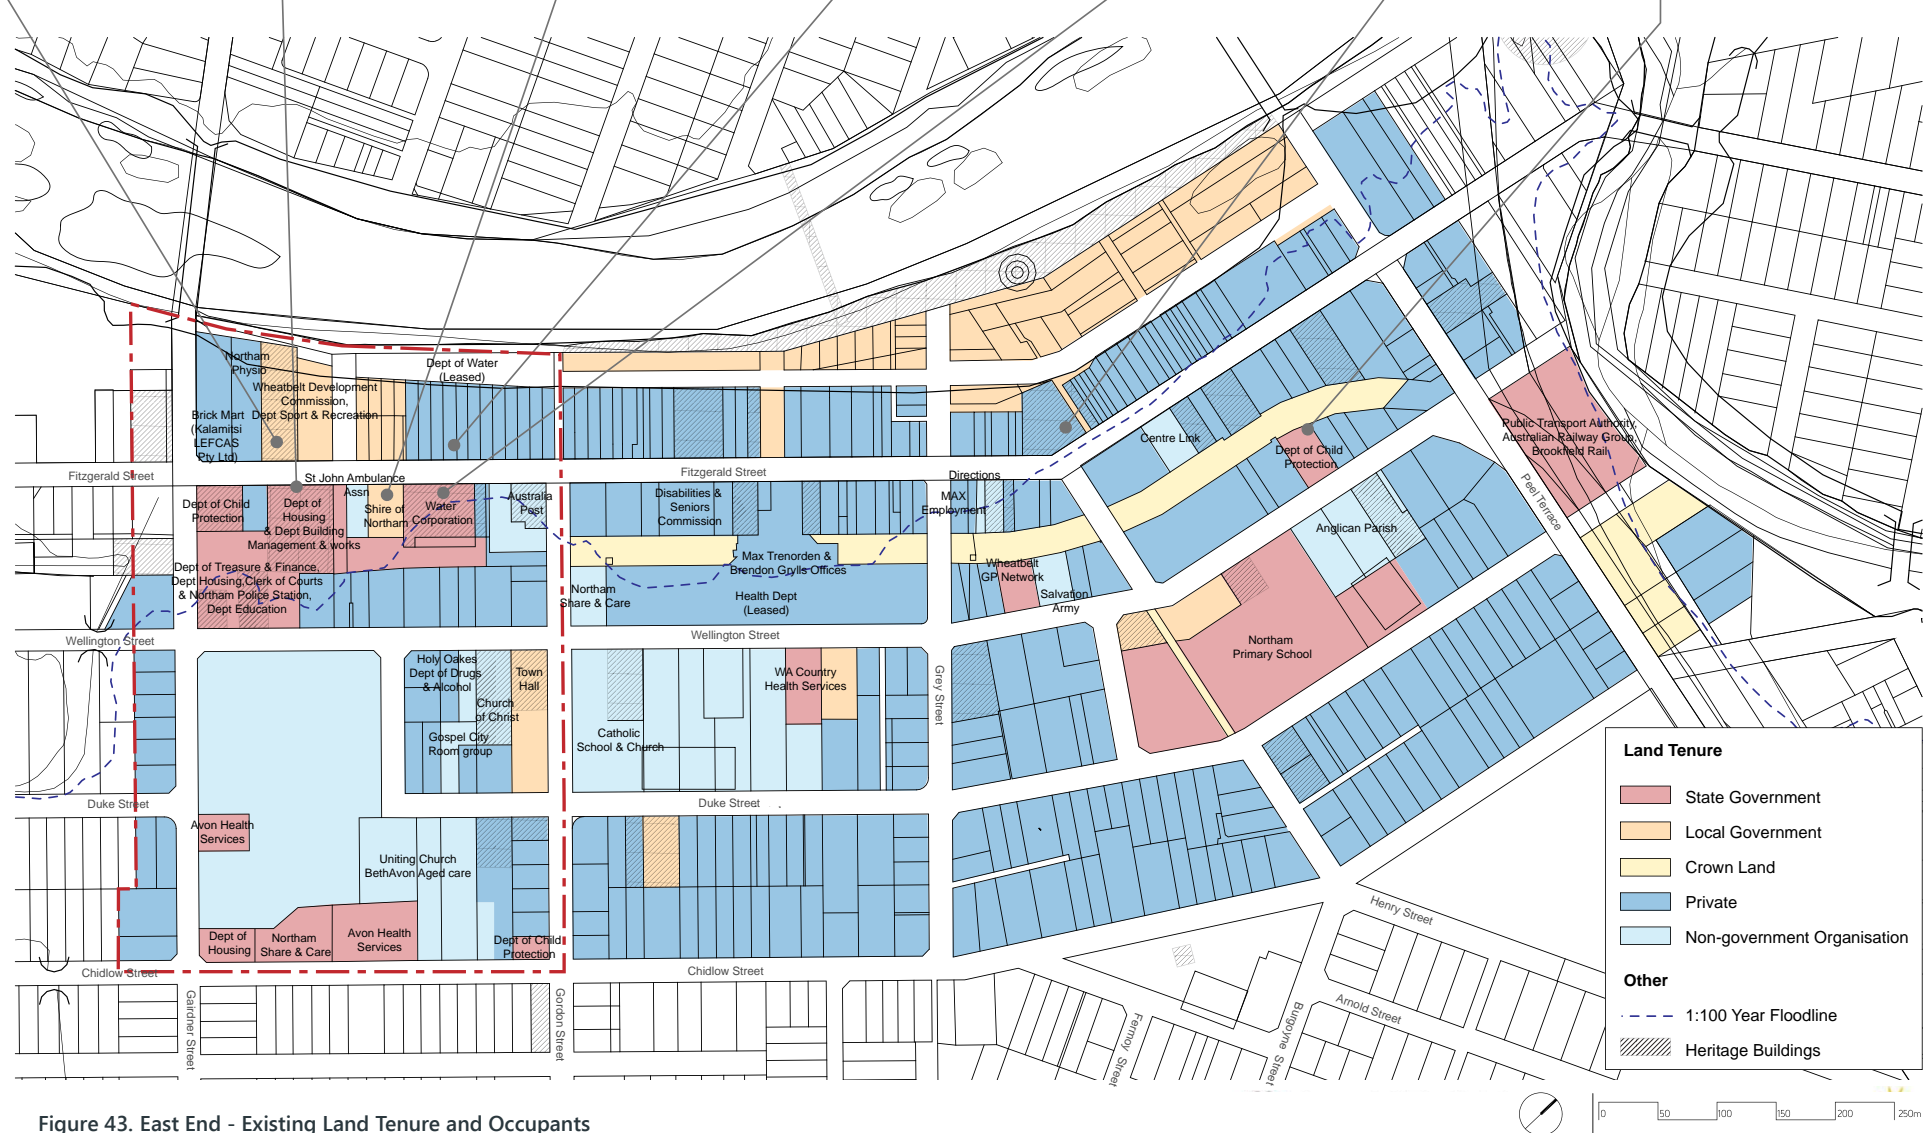 Northam
Physio
Wheatbelt Development
Commission,
Dept Sport & Recreation
Dept of Water
(Leased)
Brick Mart
(Kalamitsi
LEFCAS
Pty Ltd)
Fitzgerald Street
Fitzgerald Street
St John Ambulance
Assn
Dept of Child
Protection
Dept of
Housing
& Dept Building
Management & works
Shire of
Northam
Water
Corporation
Australia
Post
Disabilities &
Seniors
Commission
Directions
MAX
Employment
Centre Link
Dept of Child
Protection
Public Transport Authority,
Australian Railway Group,
Brookfield Rail
Peel Terrace
Anglican Parish
Dept of Treasure & Finance,
Dept Housing,Clerk of Courts
& Northam Police Station,
Dept Education
Max Trenorden &
Brendon Grylls Offices
Northam
Share & Care
Health Dept
(Leased)
Wheatbelt
GP Network
Salvation
Army
Wellington Street
Wellington Street
Northam
Primary School
Holy Oakes
Dept of Drugs
& Alcohol
Church
of Christ
Town
Hall
Gospel City
Room group
Catholic
School & Church
WA Country
Health Services
Grey Street
Duke Street
Duke Street
Avon Health
Services
Uniting Church
BethAvon Aged care
Dept of
Housing
Northam
Share & Care
Avon Health
Services
Dept of Child
Protection
Chidlow Street
Chidlow Street
Gairdner Street
Gordon Street
Fermoy Street
Burgoyne Street
Henry Street
Arnold Street
Land Tenure
State Government
Local Government
Crown Land
Private
Non-government Organisation
Other
1:100 Year Floodline
Heritage Buildings
0 50 100 150 200 250m
Figure 43. East End - Existing Land Tenure and Occupants